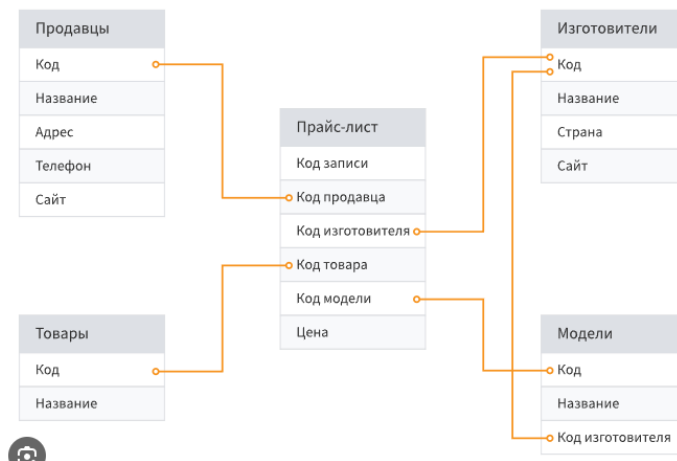 Продавцы
Код
Название
Адрес
Телефон
Сайт
Прайс-лист
Код записи
Код продавца
Код изготовителя
Код товара
Код модели
Цена
Изготовители
Код
Название
Страна
Сайт
Товары
Код
Название
Модели
Код
Название
Код изготовителя